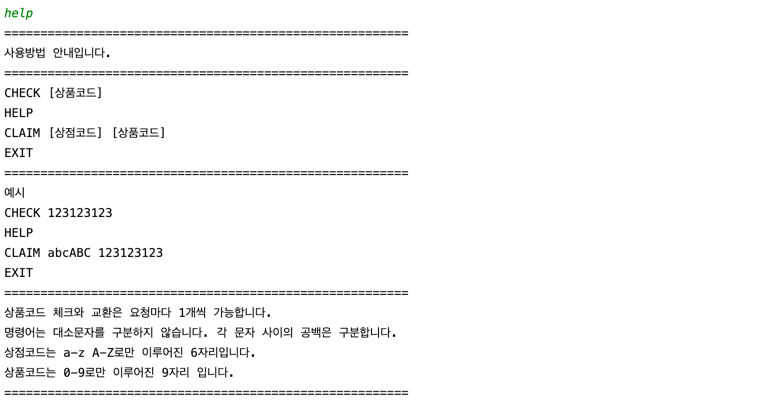 help
========================================================
사용방법 안내입니다.
========================================================
CHECK [상품코드]
HELP
CLAIM [상점코드] [상품코드]
EXIT
========================================================
예시
CHECK 123123123
HELP
CLAIM abcABC 123123123
EXIT
========================================================
상품코드 체크와 교환은 요청마다 1개씩 가능합니다.
명령어는 대소문자를 구분하지 않습니다. 각 문자 사이의 공백은 구분합니다.
상점코드는 a-z A-Z로만 이루어진 6자리입니다.
상품코드는 0-9로만 이루어진 9자리 입니다.
========================================================